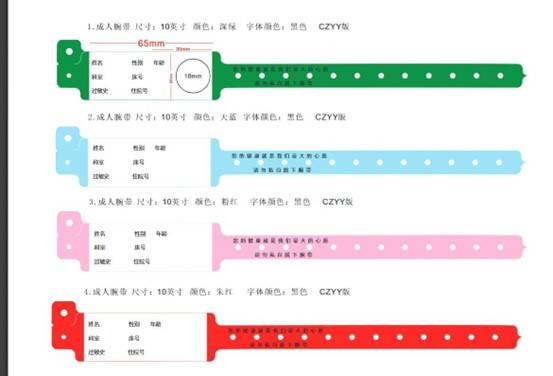 1.成人腕带 尺寸：10英寸 颜色：深绿 字体颜色：黑色 CZYY版
65mm
30mm
姓名 性别 年龄
科室 床号
过敏史 住院号
18mm
您的健康就是我们最大的心愿
请勿私自脱下腕带
2.成人腕带 尺寸：10英寸 颜色：天蓝 字体颜色：黑色 CZYY版
姓名 性别 年龄
科室 床号
过敏史 住院号
您的健康就是我们最大的心愿
请勿私自脱下腕带
3.成人腕带 尺寸：10英寸 颜色：粉红 字体颜色：黑色 CZYY版
姓名 性别 年龄
科室 床号
过敏史 住院号
您的健康就是我们最大的心愿
请勿私自脱下腕带
4.成人腕带 尺寸：10英寸 颜色：朱红 字体颜色：黑色 CZYY版
姓名 性别 年龄
科室 床号
过敏史 住院号
您的健康就是我们最大的心愿
请勿私自脱下腕带